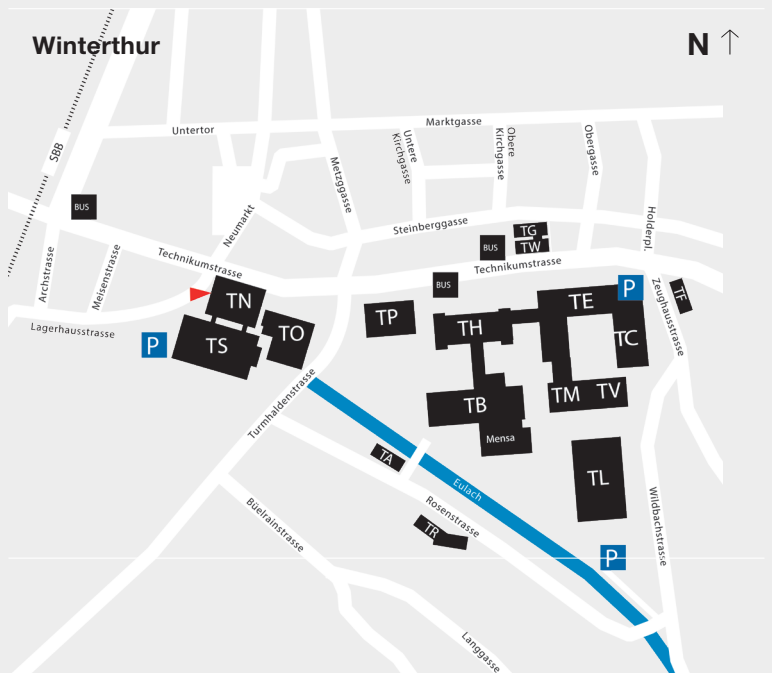 Winterthur
N
SBB
Untertor
Marktgasse
Untere
Kirchgasse
Obere
Kirchgasse
Obergasse
Metzggasse
BUS
Neumarkt
Steinberggasse
Holderpl.
TG
TW
BUS
Technikumstrasse
Technikumstrasse
Archstrasse
Meisenstrasse
BUS
P
TE
TF
Zeughausstrasse
TN
TP
TH
TO
TS
TC
P
Lagerhausstrasse
TM
TV
TB
Mensa
Turmhaldenstrasse
TA
TL
Eulach
Rosenstrasse
Wildbachstrasse
TR
Büelrainstrasse
P
Langgasse